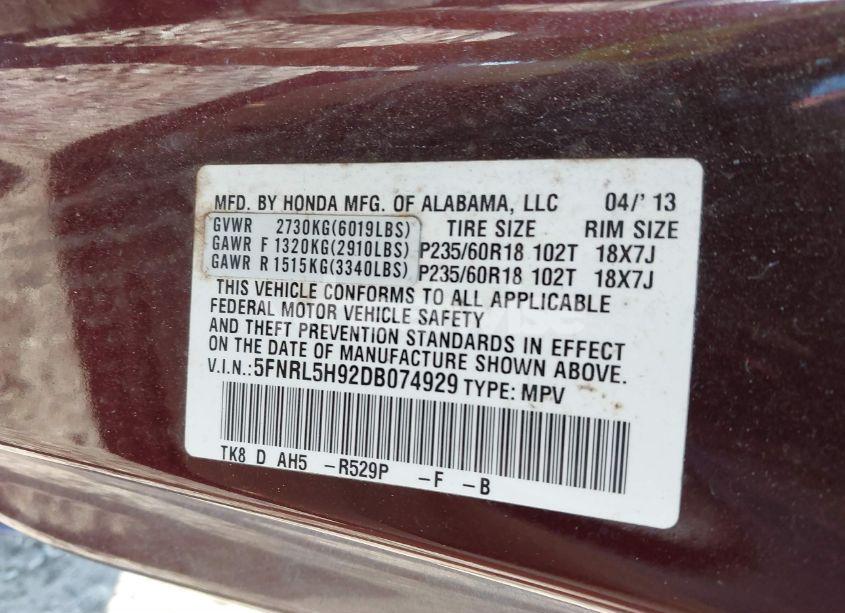 MFD. BY HONDA MFG. OF ALABAMA, LLC 04/' 13
GVWR 2730KG(6019LBS) TIRE SIZE RIM SIZE
GAWR F 1320KG(2910LBS) P235/60R18 102T 18X7J
GAWR R 1515KG(3340LBS) P235/60R18 102T 18X7J
THIS VEHICLE CONFORMS TO ALL APPLICABLE
FEDERAL MOTOR VEHICLE SAFETY
AND THEFT PREVENTION STANDARDS IN EFFECT
ON THE DATE OF MANUFACTURE SHOWN ABOVE.
V.I.N.:5FNRL5H92DB074929 TYPE: MPV
TK8 D AH5 -R529P -F -B